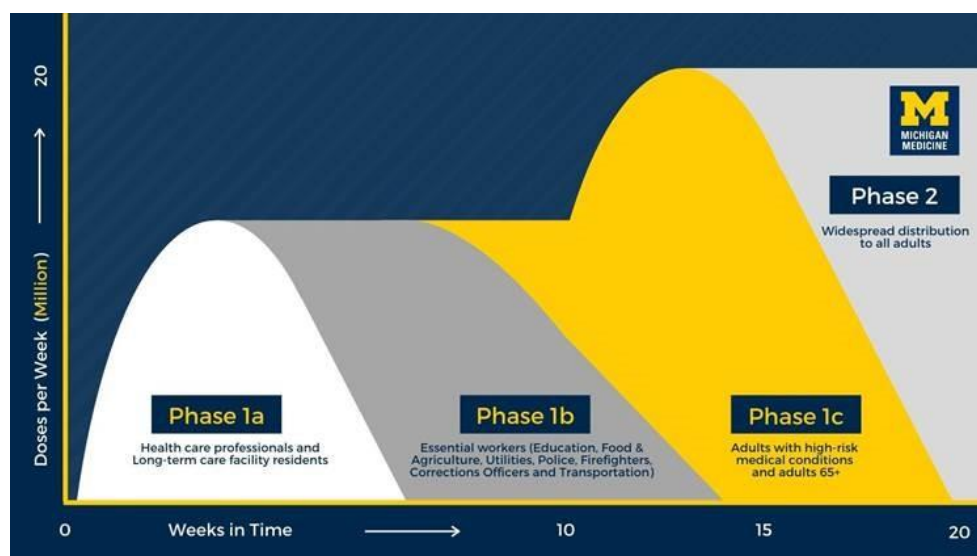 20
Doses per Week (Million)
M
MICHIGAN
MEDICINE
Phase 2
Widespread distribution
to all adults
Phase 1a
Health care professionals and
Long-term care facility residents
Phase 1b
Essential workers (Education, Food &
Agriculture, Utilities, Police, Firefighters,
Corrections Officers and Transportation)
Phase 1c
Adults with high-risk
medical conditions
and adults 65+
0 Weeks in Time 10 15 20